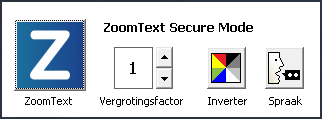 ZoomText Secure Mode
Z
1
ZoomText Vergrotingsfactor Inverter Spraak